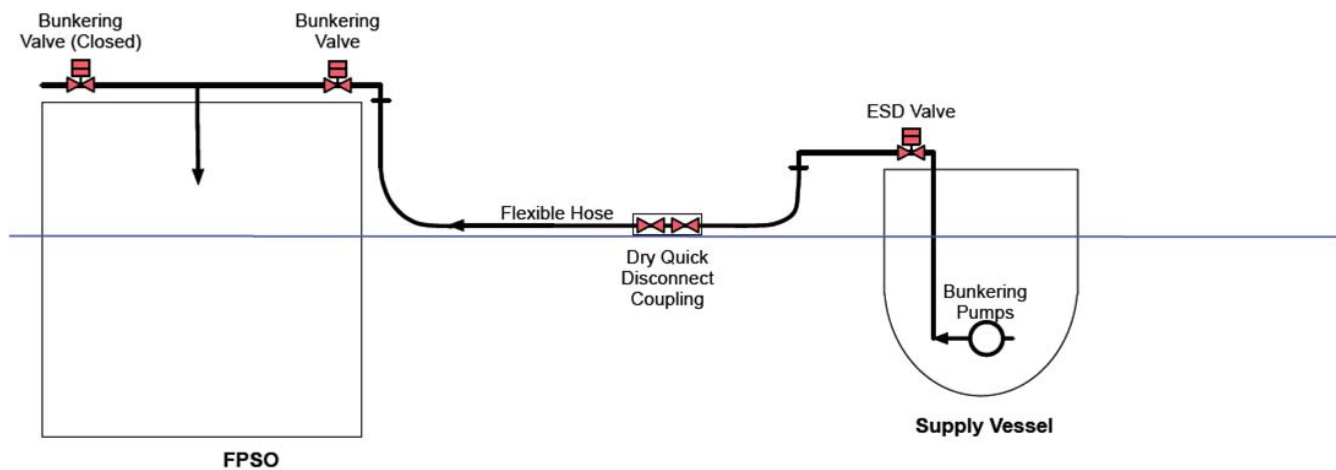 Bunkering
Valve (Closed)
Bunkering
Valve
ESD Valve
Flexible Hose
Dry Quick
Disconnect
Coupling
Bunkering
Pumps
Supply Vessel
FPSO